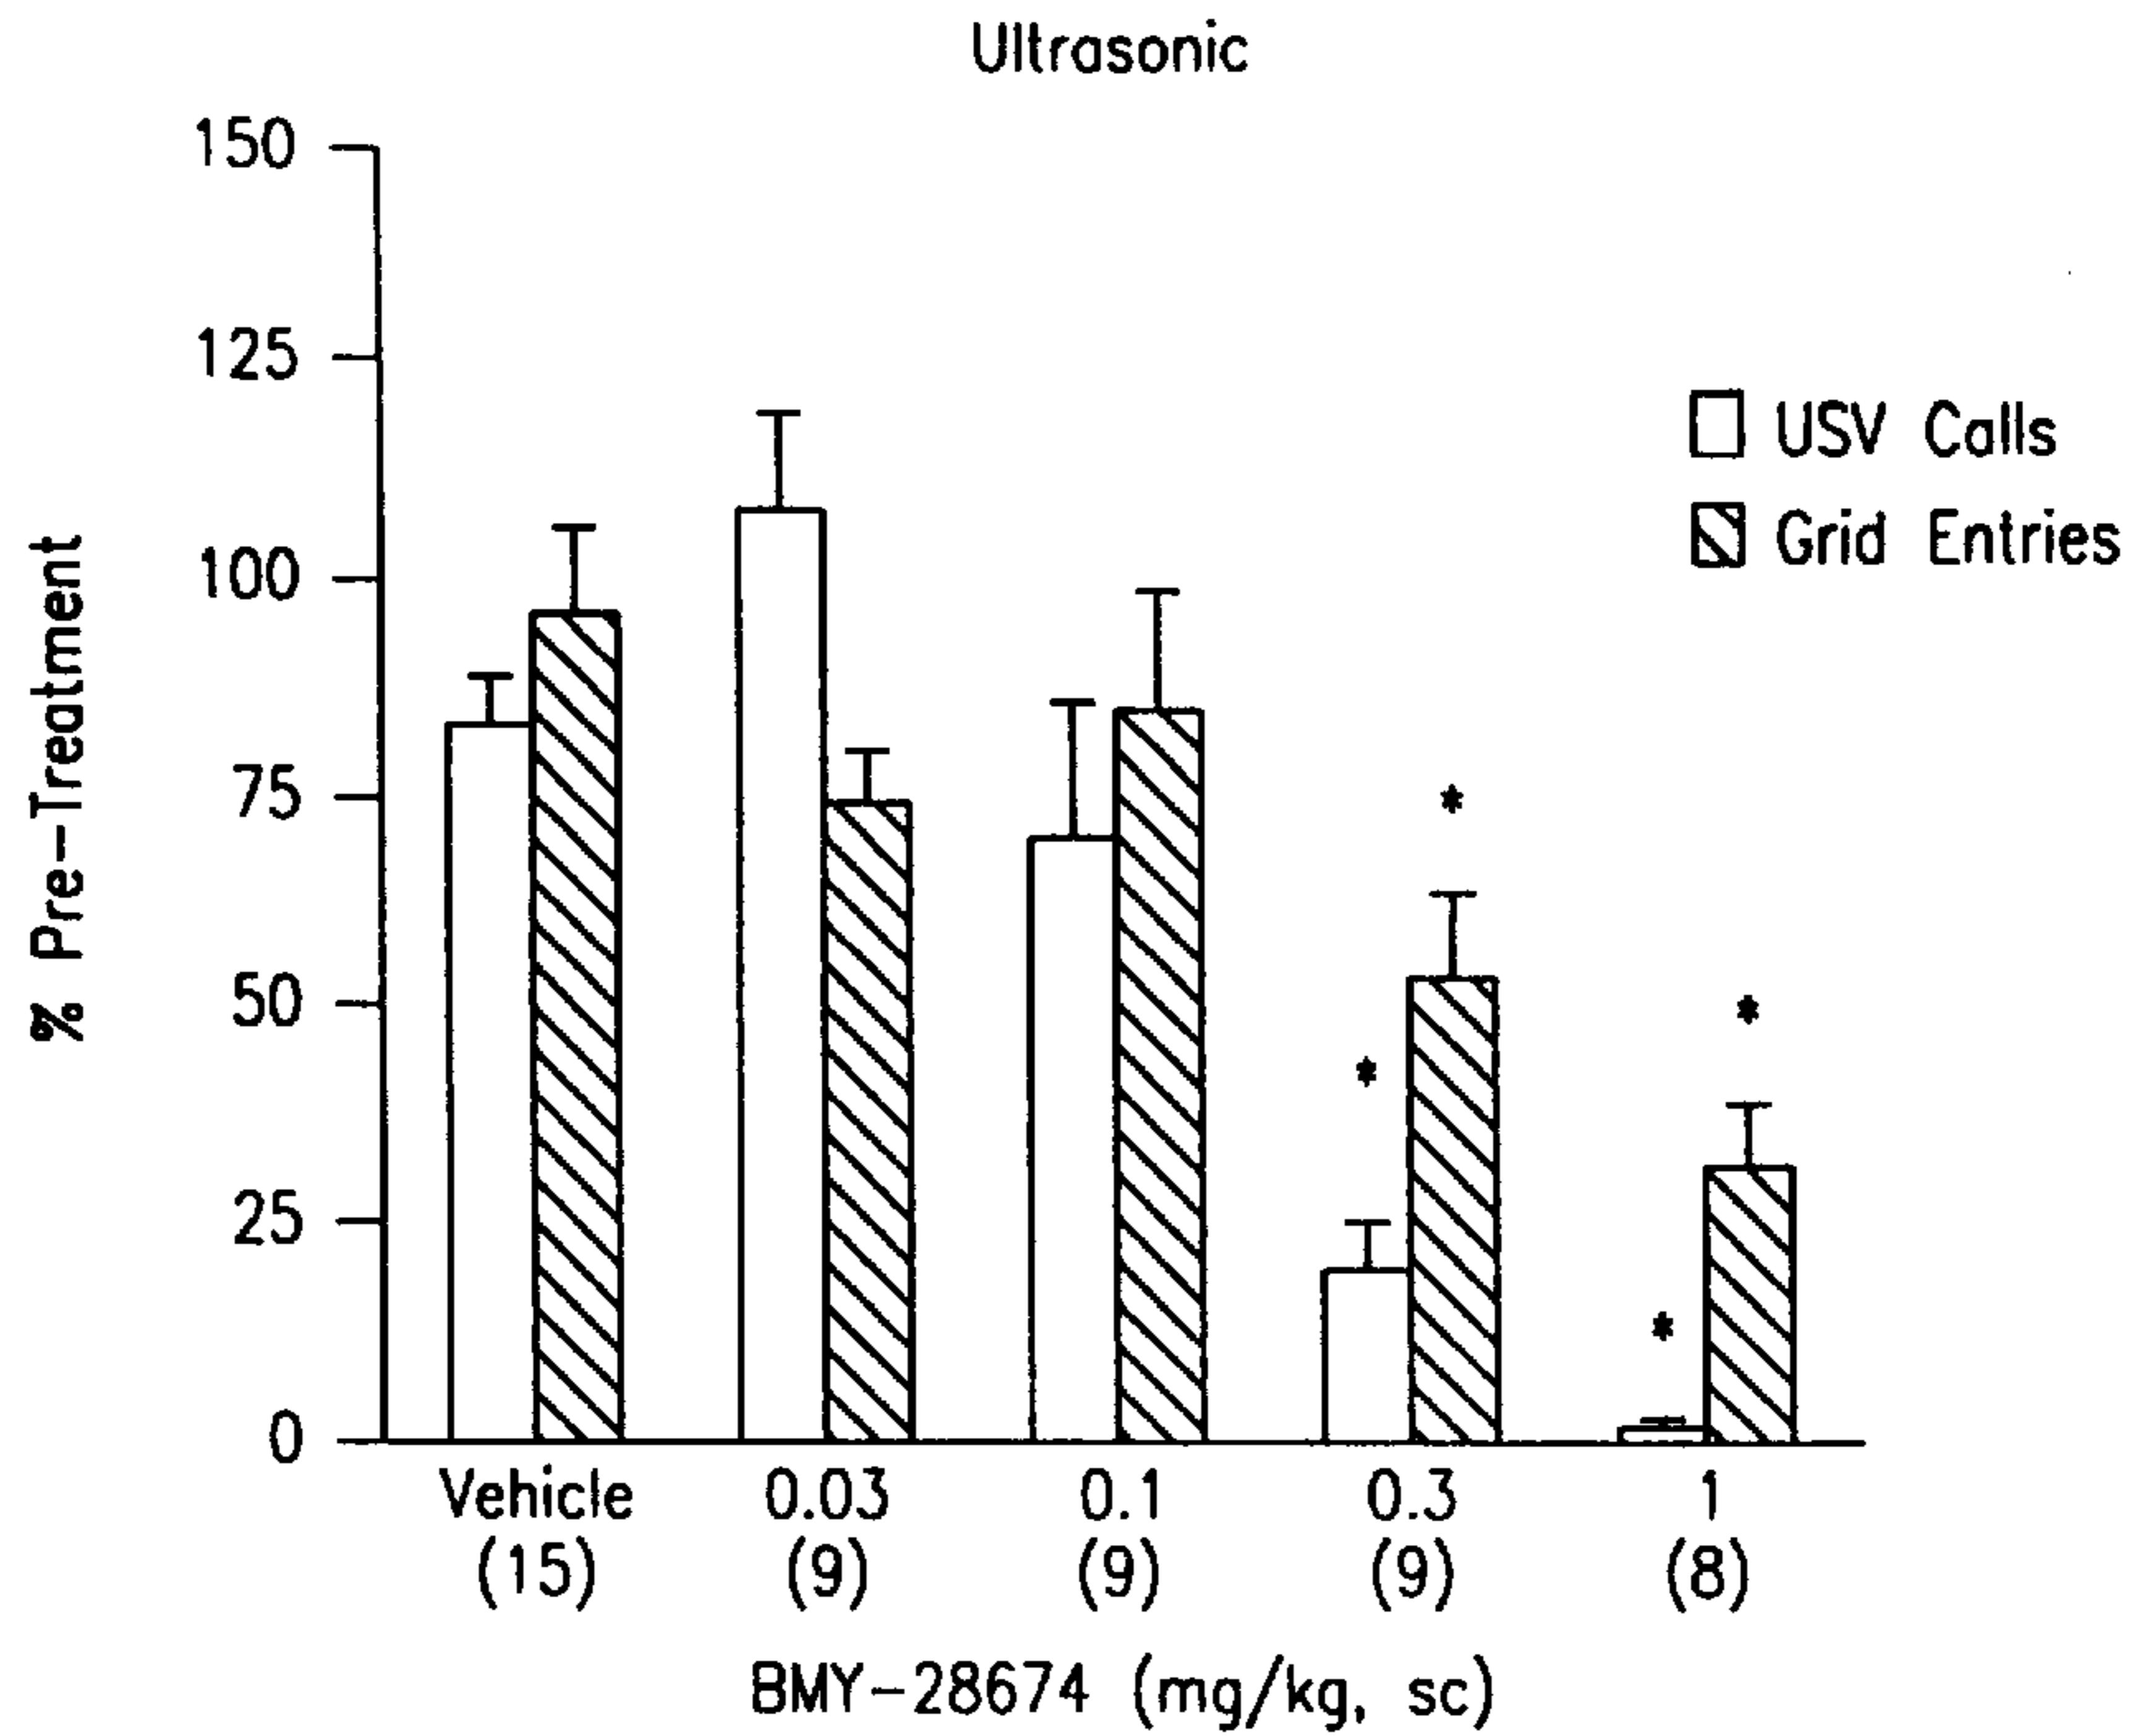 Ultrasonic
150
125
100
75
50
25
0
% Pre-Treatment
USV Calls
Grid Entries
*
*
*
*
Vehicle 0.03 0.1 0.3 1
(15) (9) (9) (9) (8)
BMY-28674 (mg/kg, sc)